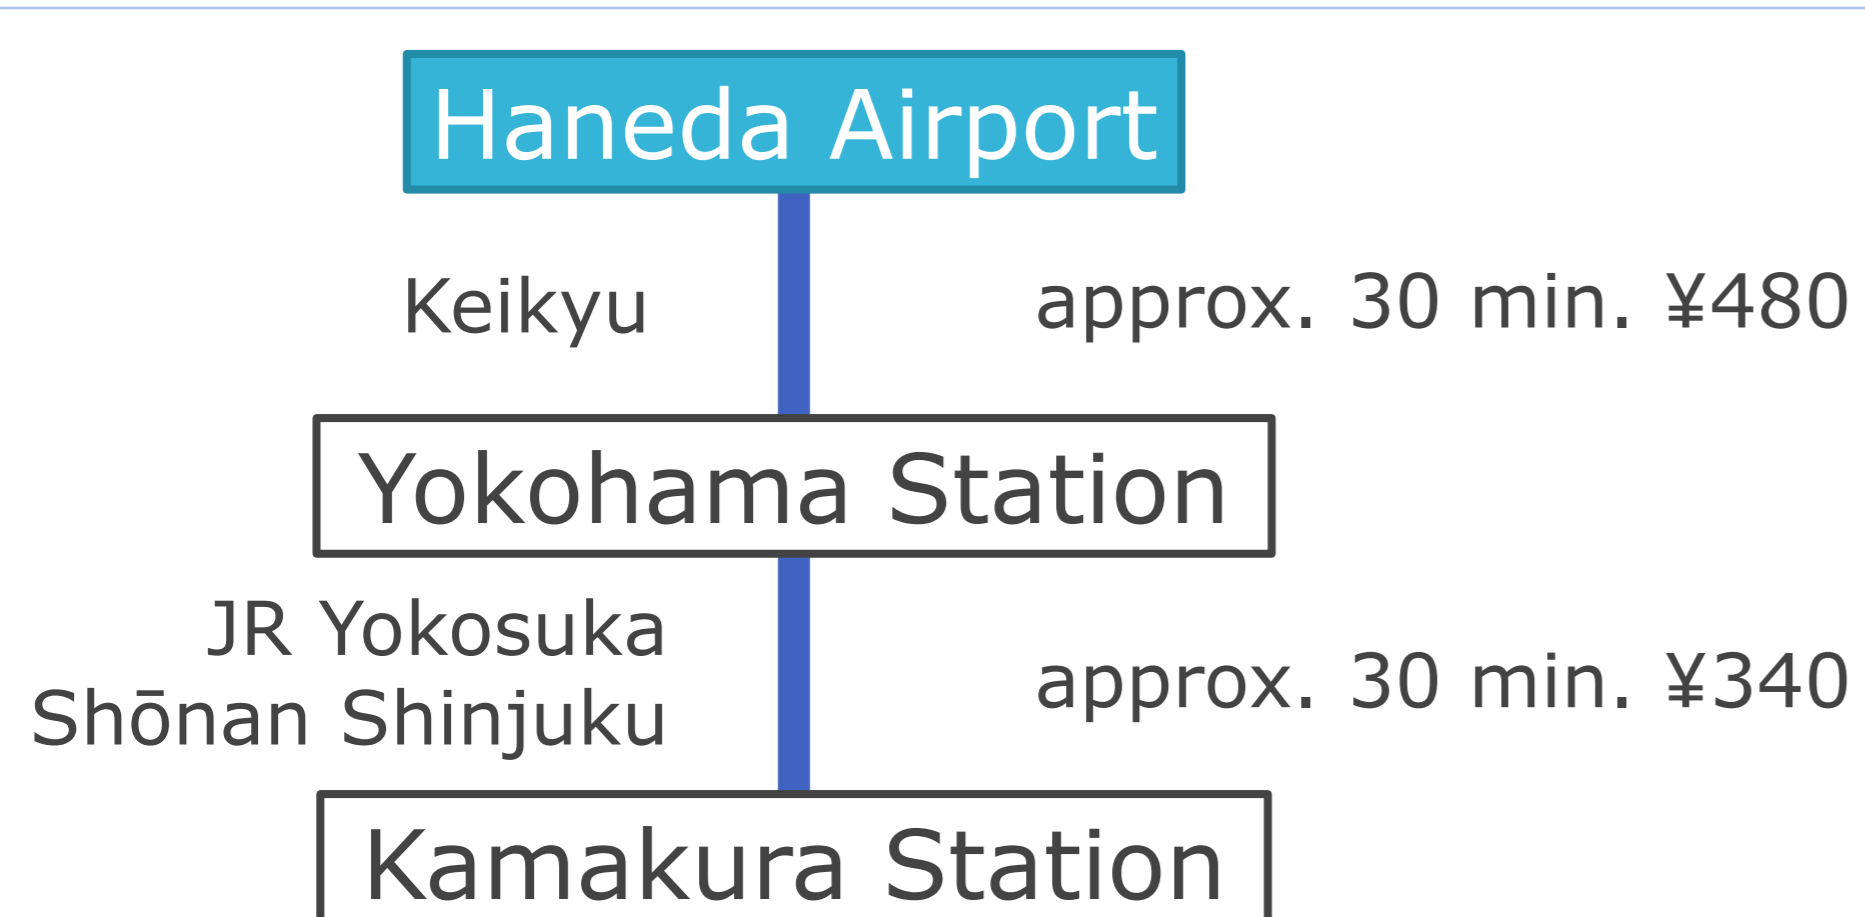 Haneda Airport
Keikyu
approx. 30 min. ¥480
Yokohama Station
JR Yokosuka
Shōnan Shinjuku
approx. 30 min. ¥340
Kamakura Station